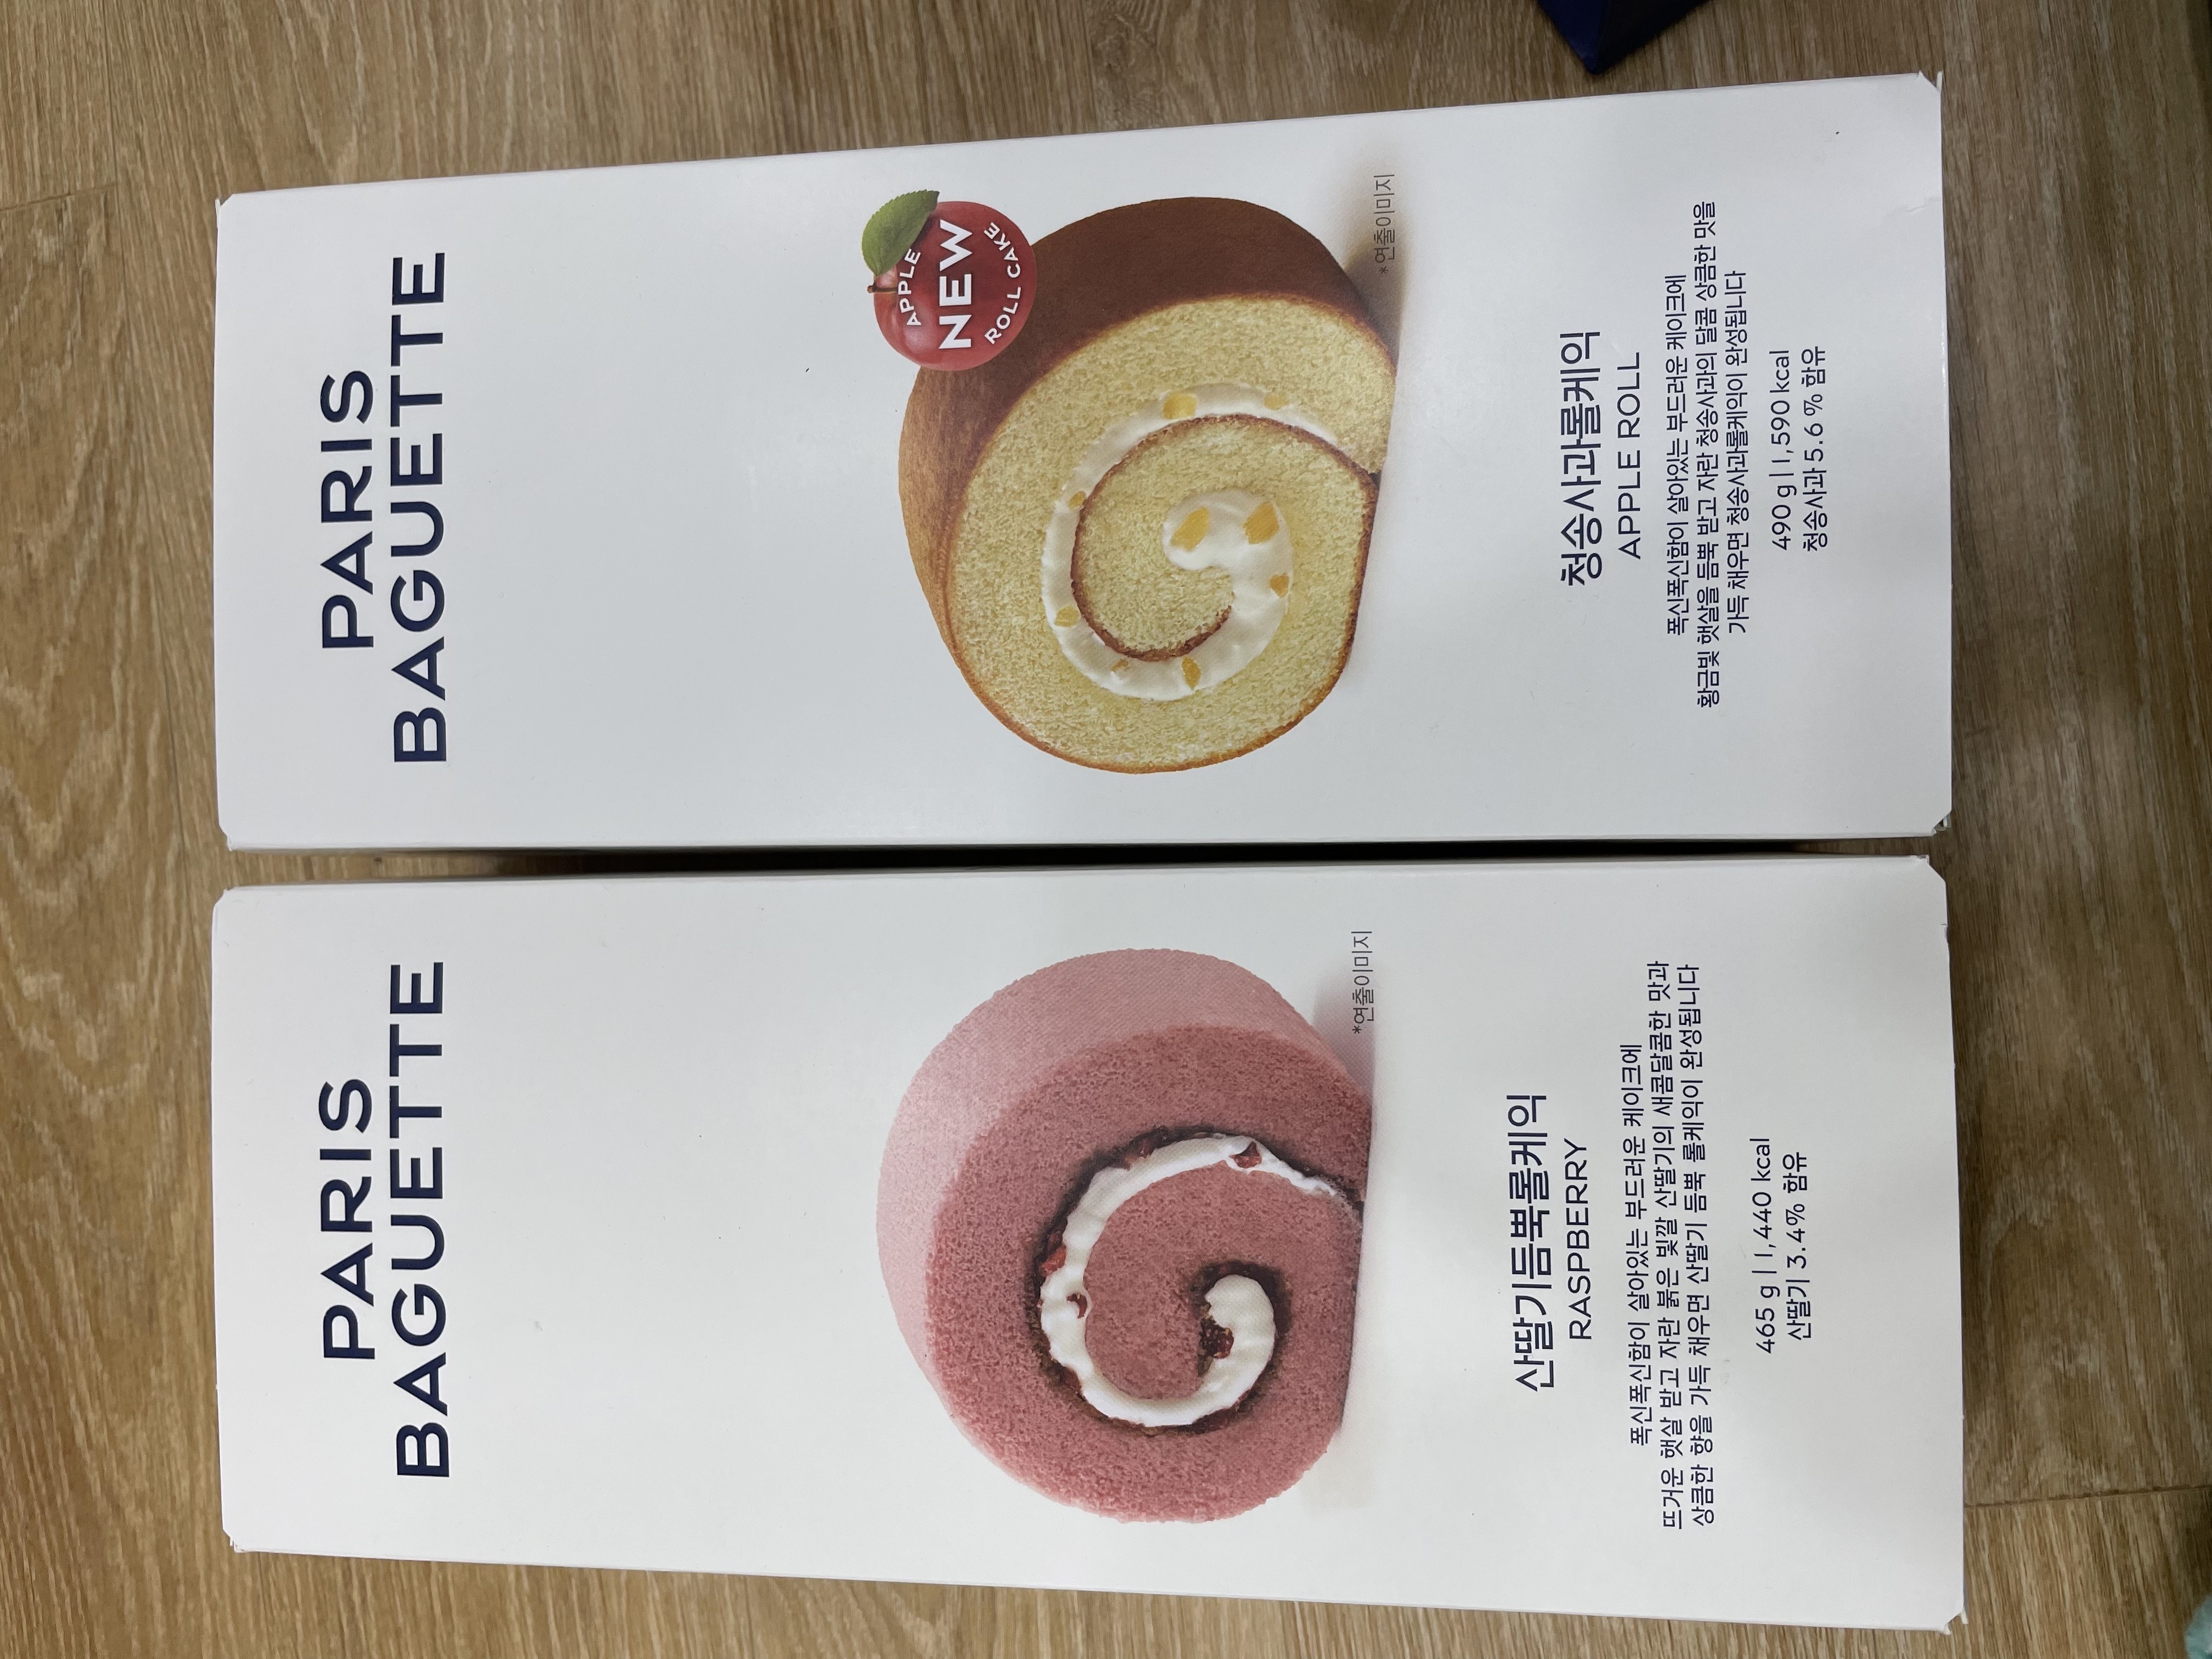 PARIS
BAGUETTE
산딸기듬뿍롤케익
RASPBERRY
폭신폭신함이 살아있는 부드러운 케이크에
뜨거운 햇살 받고 자란 붉은 빛깔 산딸기의 새콤달콤한 맛과
상큼한 향을 가득 채우면 산딸기 듬뿍 롤케익이 완성됩니다
465 g | 1,440 kcal
산딸기 3.4% 함유
*연출이미지
PARIS
BAGUETTE
APPLE
NEW
ROLL CAKE
*연출이미지
청송사과롤케익
APPLE ROLL
폭신폭신함이 살아있는 부드러운 케이크에
황금빛 햇살을 듬뿍 받고 자란 청송사과의 달콤 상큼한 맛을
가득 채우면 청송사과롤케익이 완성됩니다
490 g | 1,590 kcal
청송사과 5.6 % 함유